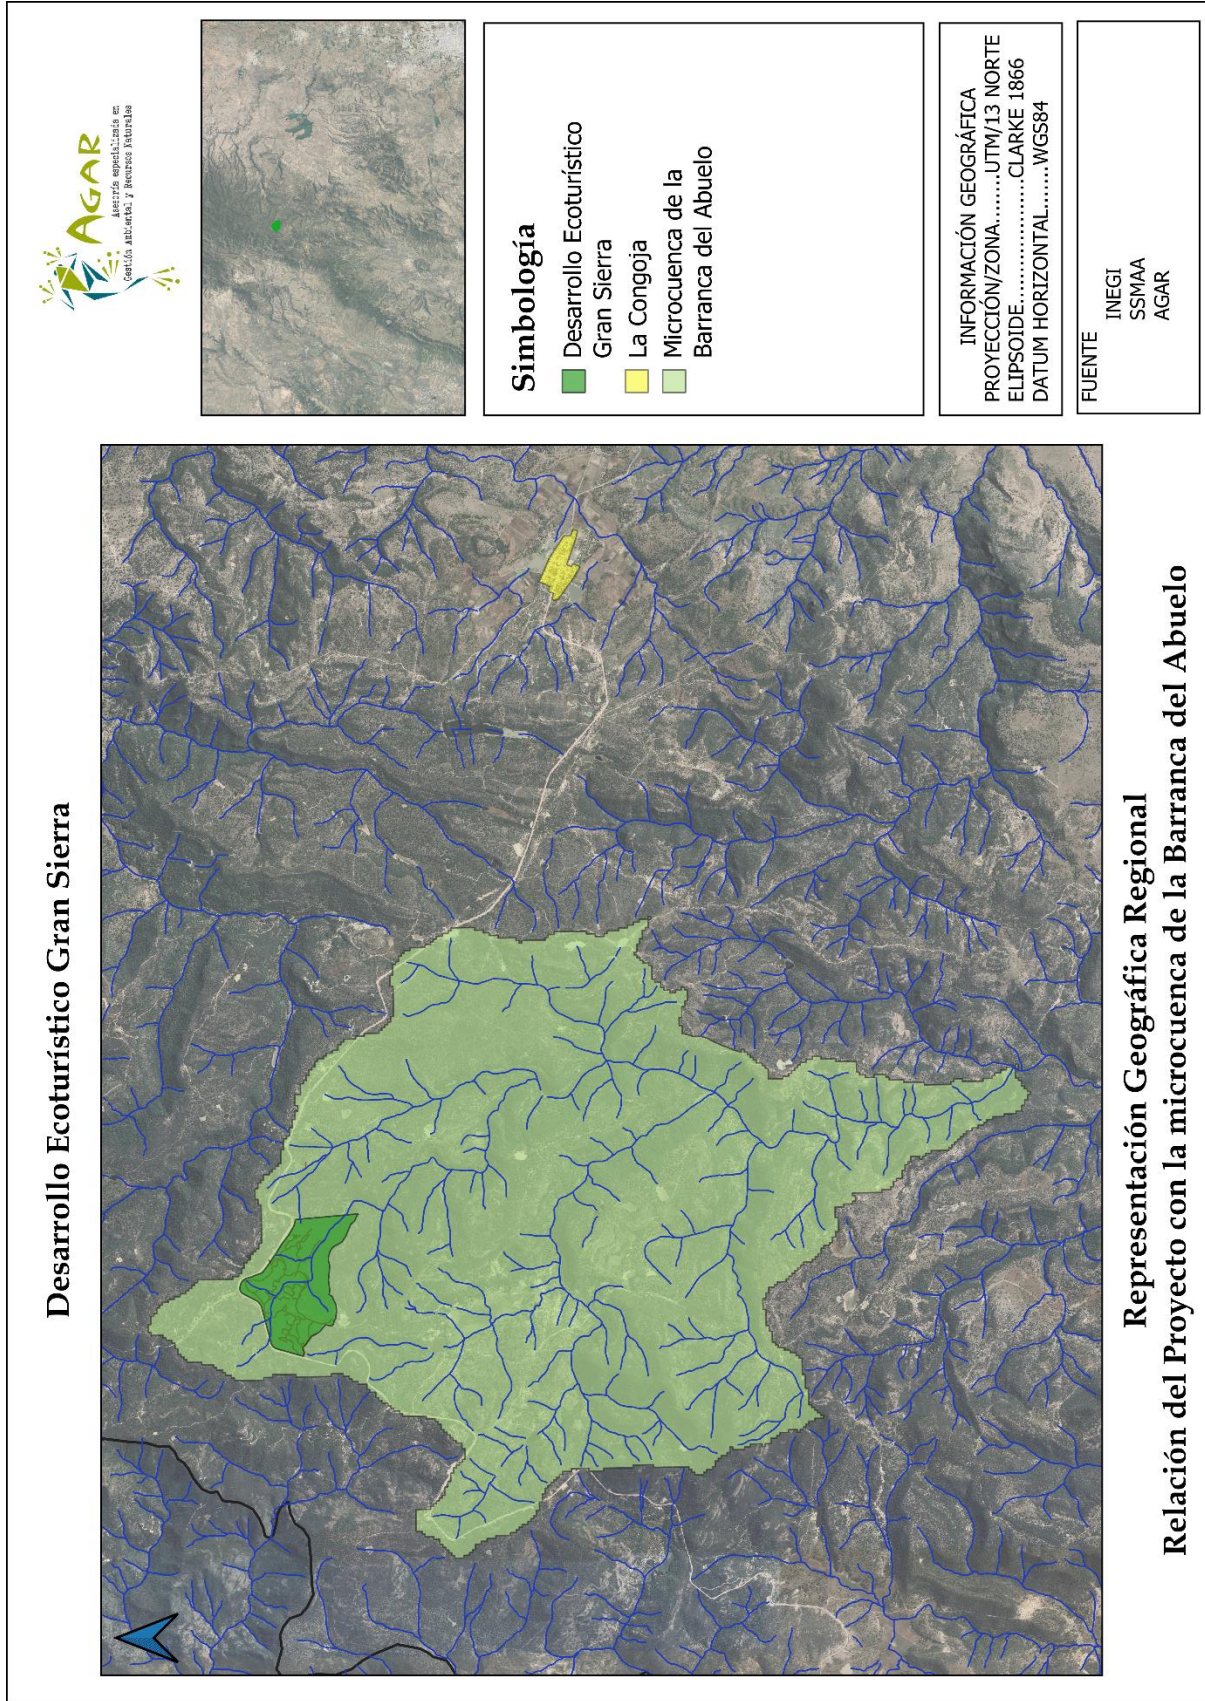 Desarrollo Ecoturístico Gran Sierra
AGAR
Asesoría especializada en
Gestión Ambiental y Recursos Naturales
Simbología
Desarrollo Ecoturístico
Gran Sierra
La Congoja
Microcuenca de la
Barranca del Abuelo
INFORMACIÓN GEOGRÁFICA
PROYECCIÓN/ZONA........UTM/13 NORTE
ELIPSOIDE....................CLARKE 1866
DATUM HORIZONTAL.......WGS84
FUENTE
INEGI
SSMAA
AGAR
Representación Geográfica Regional
Relación del Proyecto con la microcuenca de la Barranca del Abuelo